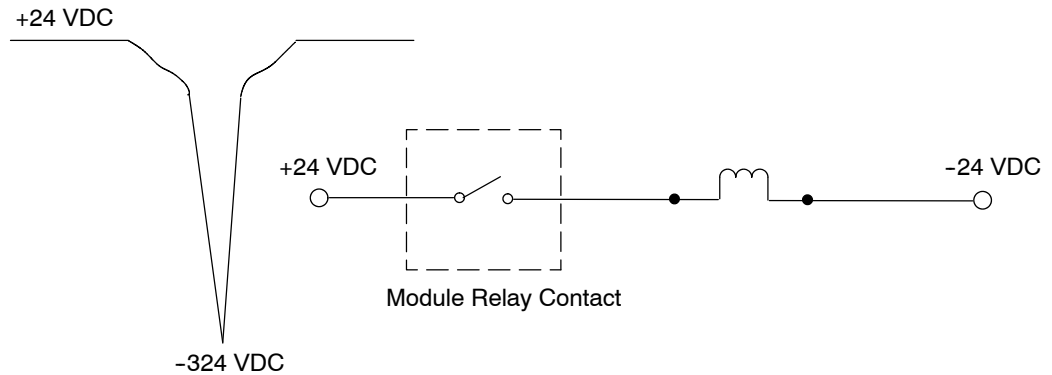 +24 VDC
+24 VDC
-24 VDC
Module Relay Contact
-324 VDC